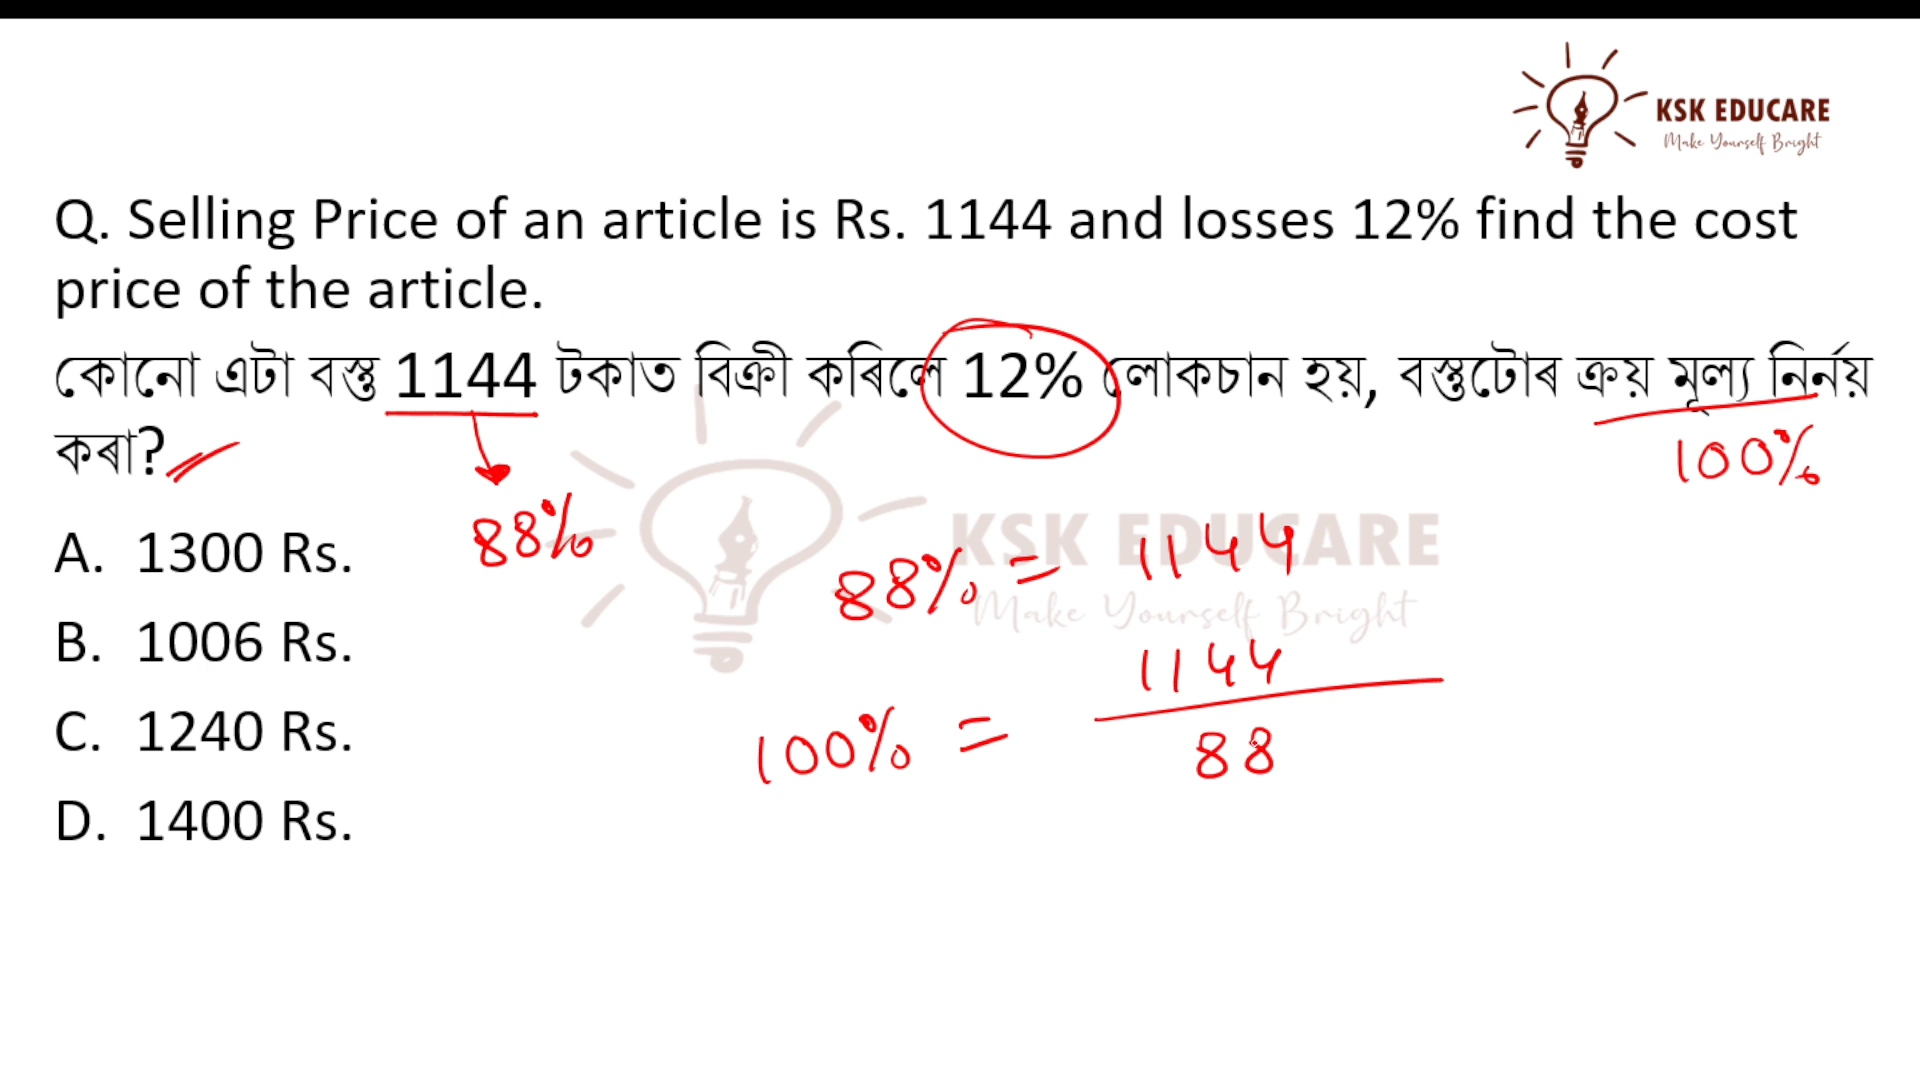 KSK EDUCARE
Make Yourself Bright
Q. Selling Price of an article is Rs. 1144 and losses 12% find the cost
price of the article.
কোনো এটা বস্তু 1144 টকাত বিক্ৰী কৰিলে 12% লোকচান হয়, বস্তুটোৰ ক্ৰয় মূল্য নিৰ্নয়
কৰা?
100%
88%
A. 1300 Rs.
B. 1006 Rs.
C. 1240 Rs.
D. 1400 Rs.
KSK EDUCARE
Make Yourself Bright
88% = 1144
1144
100% =
88